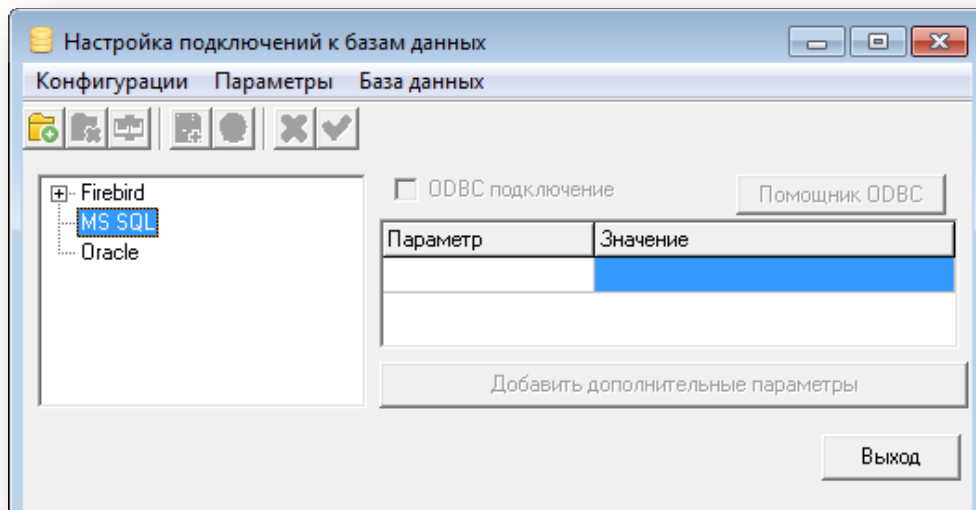 Настройка подключений к базам данных
Конфигурации Параметры База данных
Firebird
MS SQL
Oracle
ODBC подключение
Помощник ODBC
Параметр Значение
Добавить дополнительные параметры
Выход